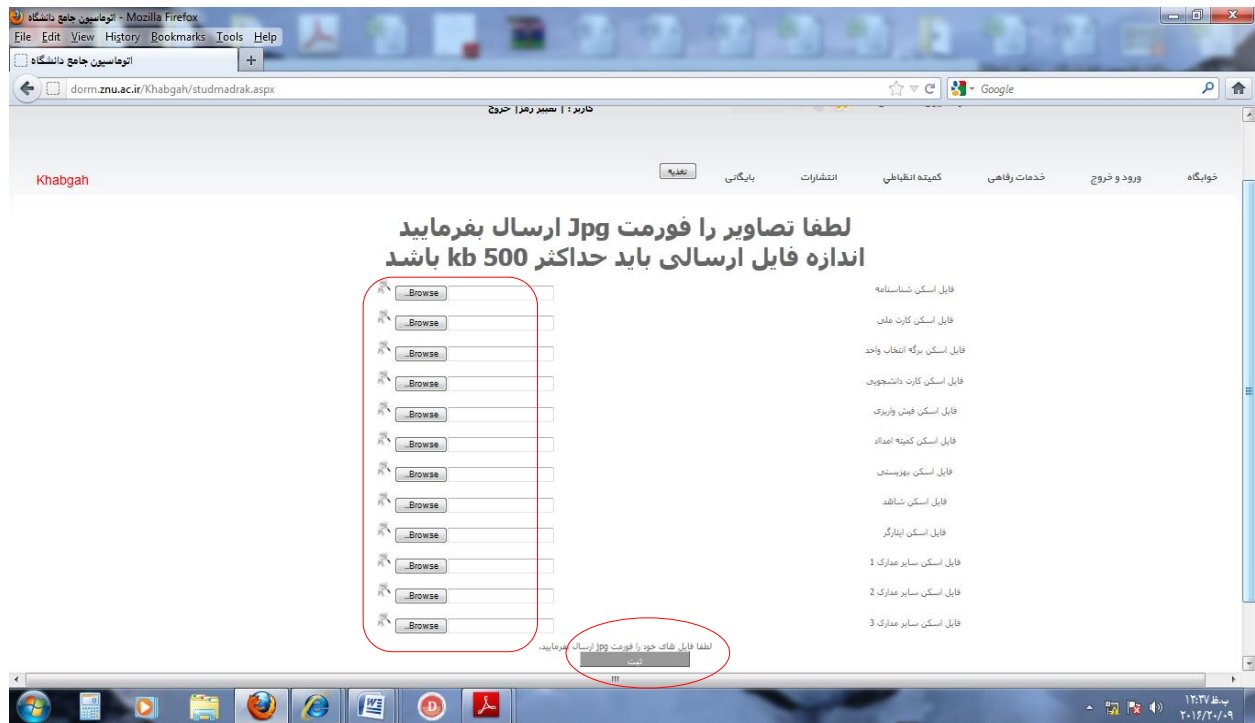 اتوماسیون جامع دانشگاه - Mozilla Firefox
File Edit View History Bookmarks Tools Help
اتوماسیون جامع دانشگاه
+
dorm.znu.ac.ir/Khabgah/studmadrak.aspx
Google
کاربر : | تغییر رمز| خروج
خوابگاه ورود و خروج خدمات رفاهی کمیته انظباطي انتشارات بایگانی تغذیه
Khabgah
لطفا تصاویر را فورمت Jpg ارسال بفرمایید
اندازه فایل ارسالی باید حداکثر 500 kb باشد
فایل اسکن شناسنامه Browse..
فایل اسکن کارت ملی Browse..
فایل اسکن برگه انتخاب واحد Browse..
فایل اسکن کارت دانشجویی Browse..
فایل اسکن فیش واریزی Browse..
فایل اسکن کمیته امداد Browse..
فایل اسکن بهزیستی Browse..
فایل اسکن شاهد Browse..
فایل اسکن ایثارگر Browse..
فایل اسکن سایر مدارک 1 Browse..
فایل اسکن سایر مدارک 2 Browse..
فایل اسکن سایر مدارک 3 Browse..
لطفا فایل های خود را فورمت jpg ارسال بفرمایید.
ثبت
ب.ظ ۱۲:۳۷
۲۰۱۶/۲۰/۰۹